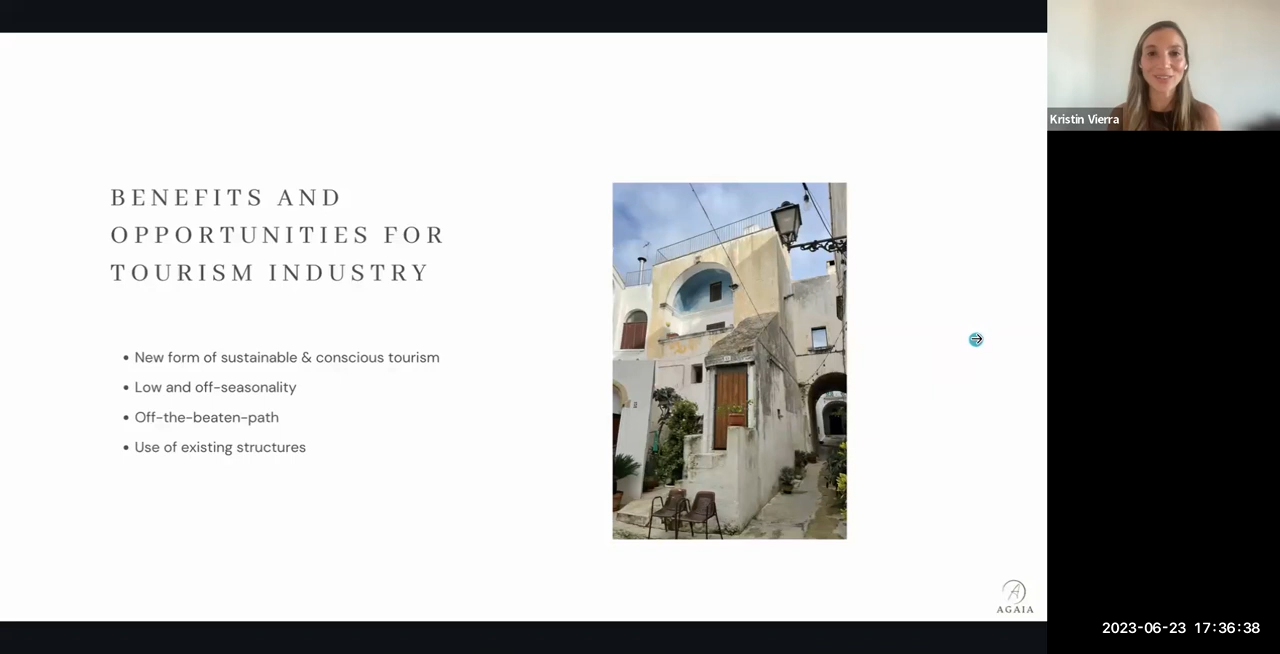 BENEFITS AND
OPPORTUNITIES FOR
TOURISM INDUSTRY
• New form of sustainable & conscious tourism
• Low and off-seasonality
• Off-the-beaten-path
• Use of existing structures
AGAIA
Kristin Vierra
2023-06-23 17:36:38